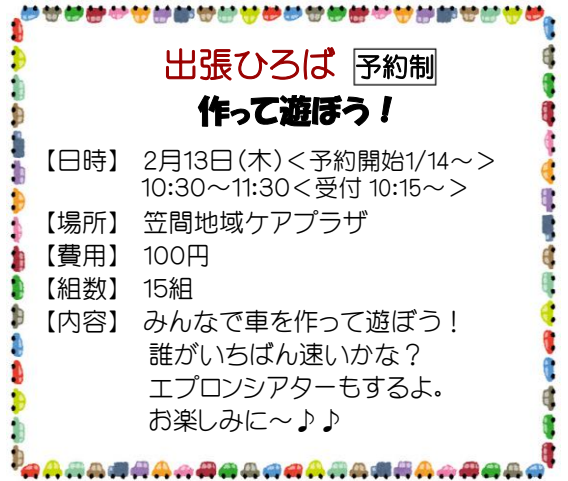 出張ひろば 予約制
作って遊ぼう！
【日時】 2月13日(木)＜予約開始1/14～＞
10:30～11:30＜受付 10:15～＞
【場所】 笠間地域ケアプラザ
【費用】 100円
【組数】 15組
【内容】 みんなで車を作って遊ぼう！
誰がいちばん速いかな？
エプロンシアターもするよ。
お楽しみに～♪♪